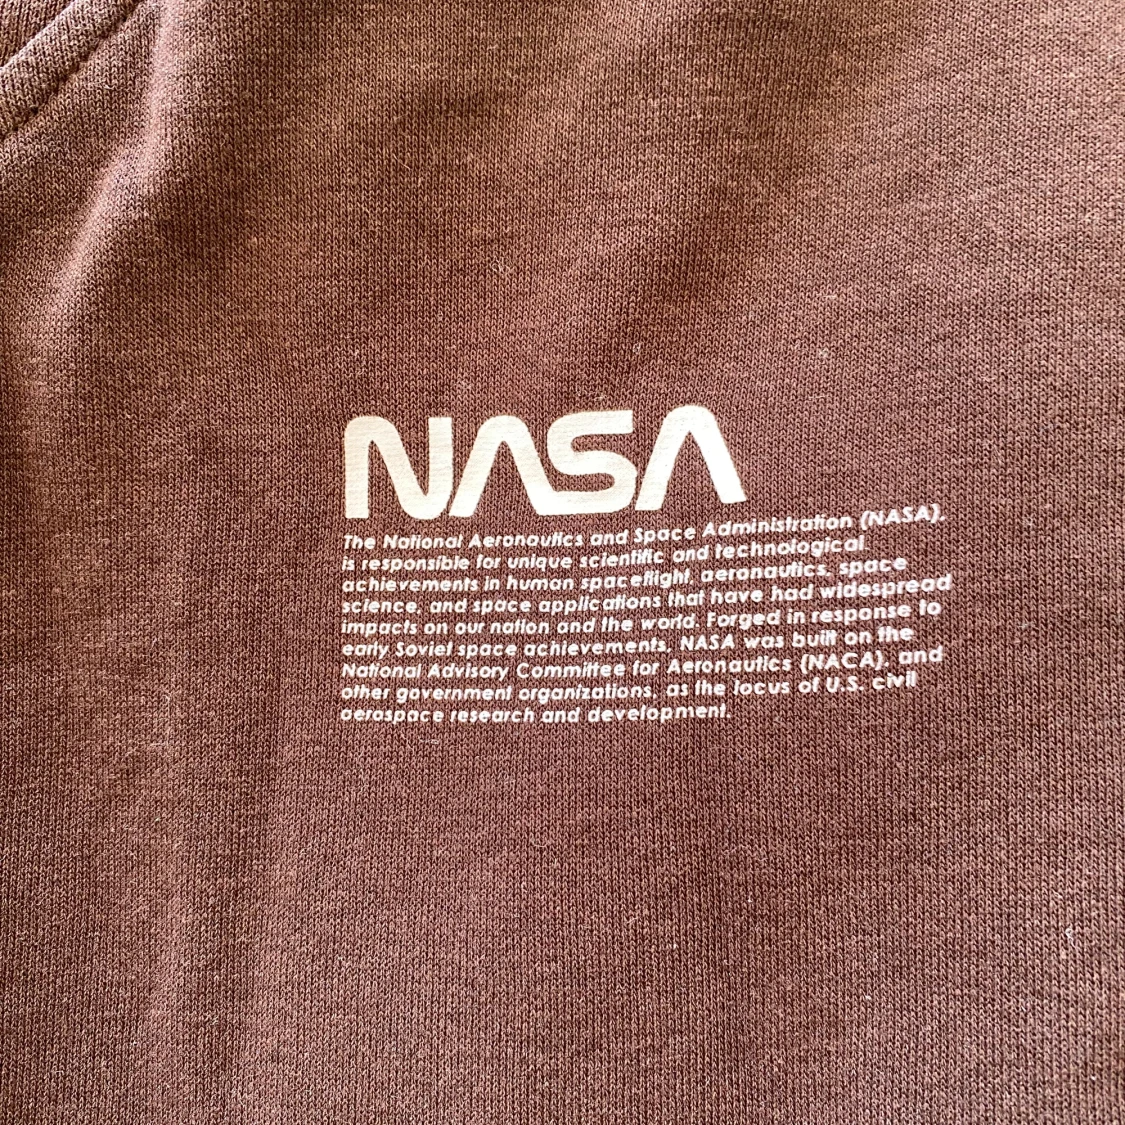 NASA
The National Aeronautics and Space Administration (NASA),
is responsible for unique scientific and technological
achievements in human spaceflight, aeronautics, space
science, and space applications that have had widespread
impacts on our nation and the world. Forged in response to
early Soviet space achievements, NASA was built on the
National Advisory Committee for Aeronautics (NACA), and
other government organizations, as the locus of U.S. civil
aerospace research and development.